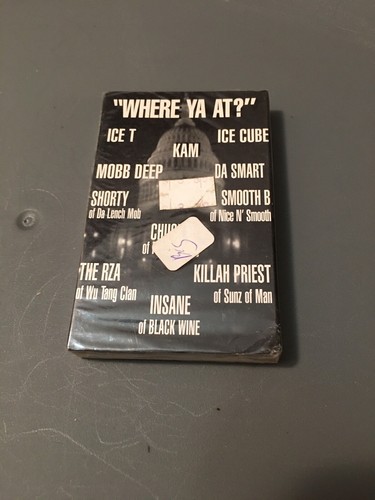 "WHERE YA AT?"
ICE T ICE CUBE
KAM
MOBB DEEP DA SMART
SHORTY SMOOTH B
of Da Lench Mob of Nice N' Smooth
of
THE RZA KILLAH PRIEST
of Wu Tang Clan of Sunz of Man
INSANE
of BLACK WINE